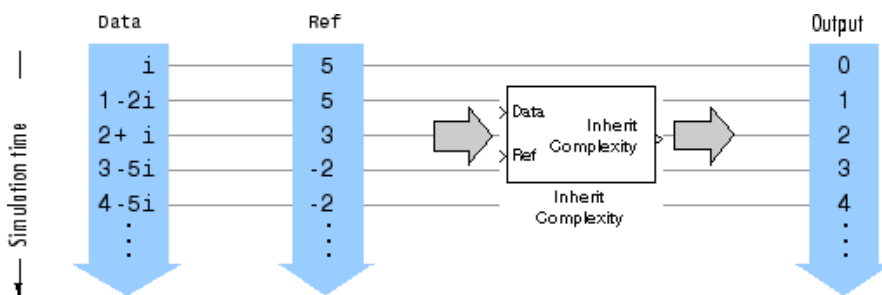 Data Ref Output
i 5 0
1 -2i 5 1
2+ i 3 2
3 -5i -2 3
4 -5i -2 4
Data
Ref
Inherit
Complexity
Inherit
Complexity
Simulation time